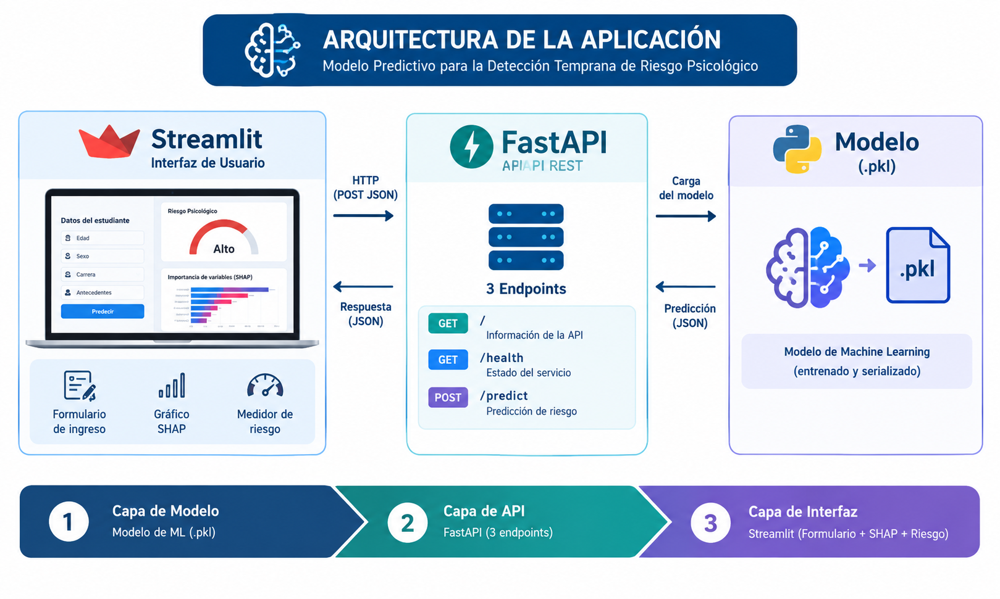 ARQUITECTURA DE LA APLICACIÓN
Modelo Predictivo para la Detección Temprana de Riesgo Psicológico
Streamlit
Interfaz de Usuario
Datos del estudiante
Edad
Sexo
Carrera
Antecedentes
Predecir
Riesgo Psicológico
Alto
Importancia de variables (SHAP)
Formulario
de ingreso
Gráfico
SHAP
Medidor de
riesgo
HTTP
(POST JSON)
Respuesta
(JSON)
FastAPI
APIAPI REST
3 Endpoints
GET /
Información de la API
GET /health
Estado del servicio
POST /predict
Predicción de riesgo
Carga
del modelo
Predicción
(JSON)
Modelo
(.pkl)
.pkl
Modelo de Machine Learning
(entrenado y serializado)
1
Capa de Modelo
Modelo de ML (.pkl)
2
Capa de API
FastAPI (3 endpoints)
3
Capa de Interfaz
Streamlit (Formulario + SHAP + Riesgo)